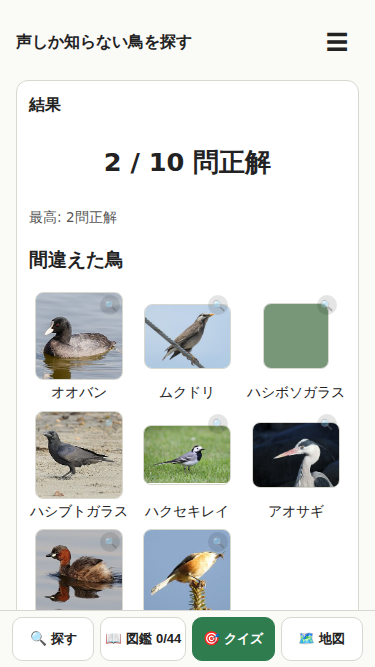 声しか知らない鳥を探す
結果
2 / 10 問正解
最高: 2問正解
間違えた鳥
オオバン
ムクドリ
ハシボソガラス
ハシブトガラス
ハクセキレイ
アオサギ
探す
図鑑 0/44
クイズ
地図